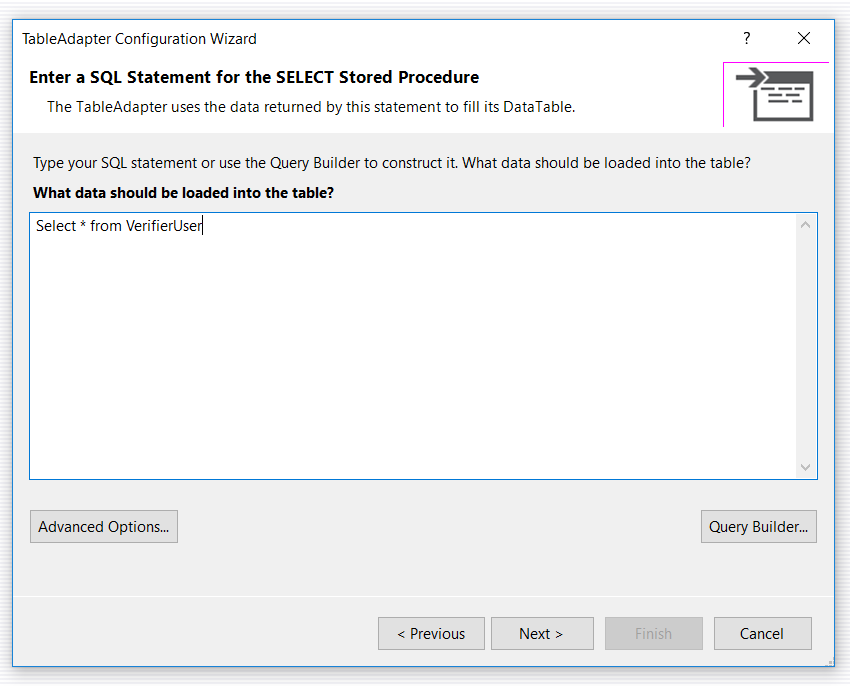 TableAdapter Configuration Wizard ?
Enter a SQL Statement for the SELECT Stored Procedure
The TableAdapter uses the data returned by this statement to fill its DataTable.
Type your SQL statement or use the Query Builder to construct it. What data should be loaded into the table?
What data should be loaded into the table?
Select * from VerifierUser
Advanced Options... Query Builder...
< Previous Next > Finish Cancel